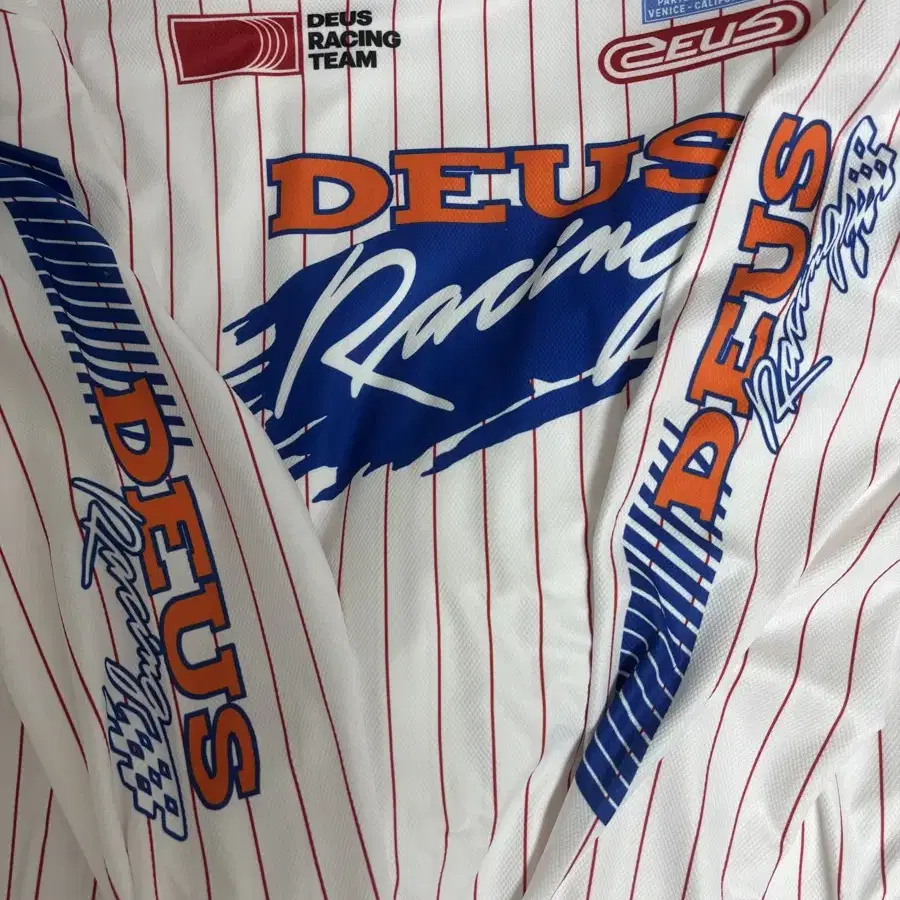 DEUS
RACING
TEAM
VENICE - CALIF
DEUS
DEUS
Racing
DEUS
Racing
DEUS
Racing